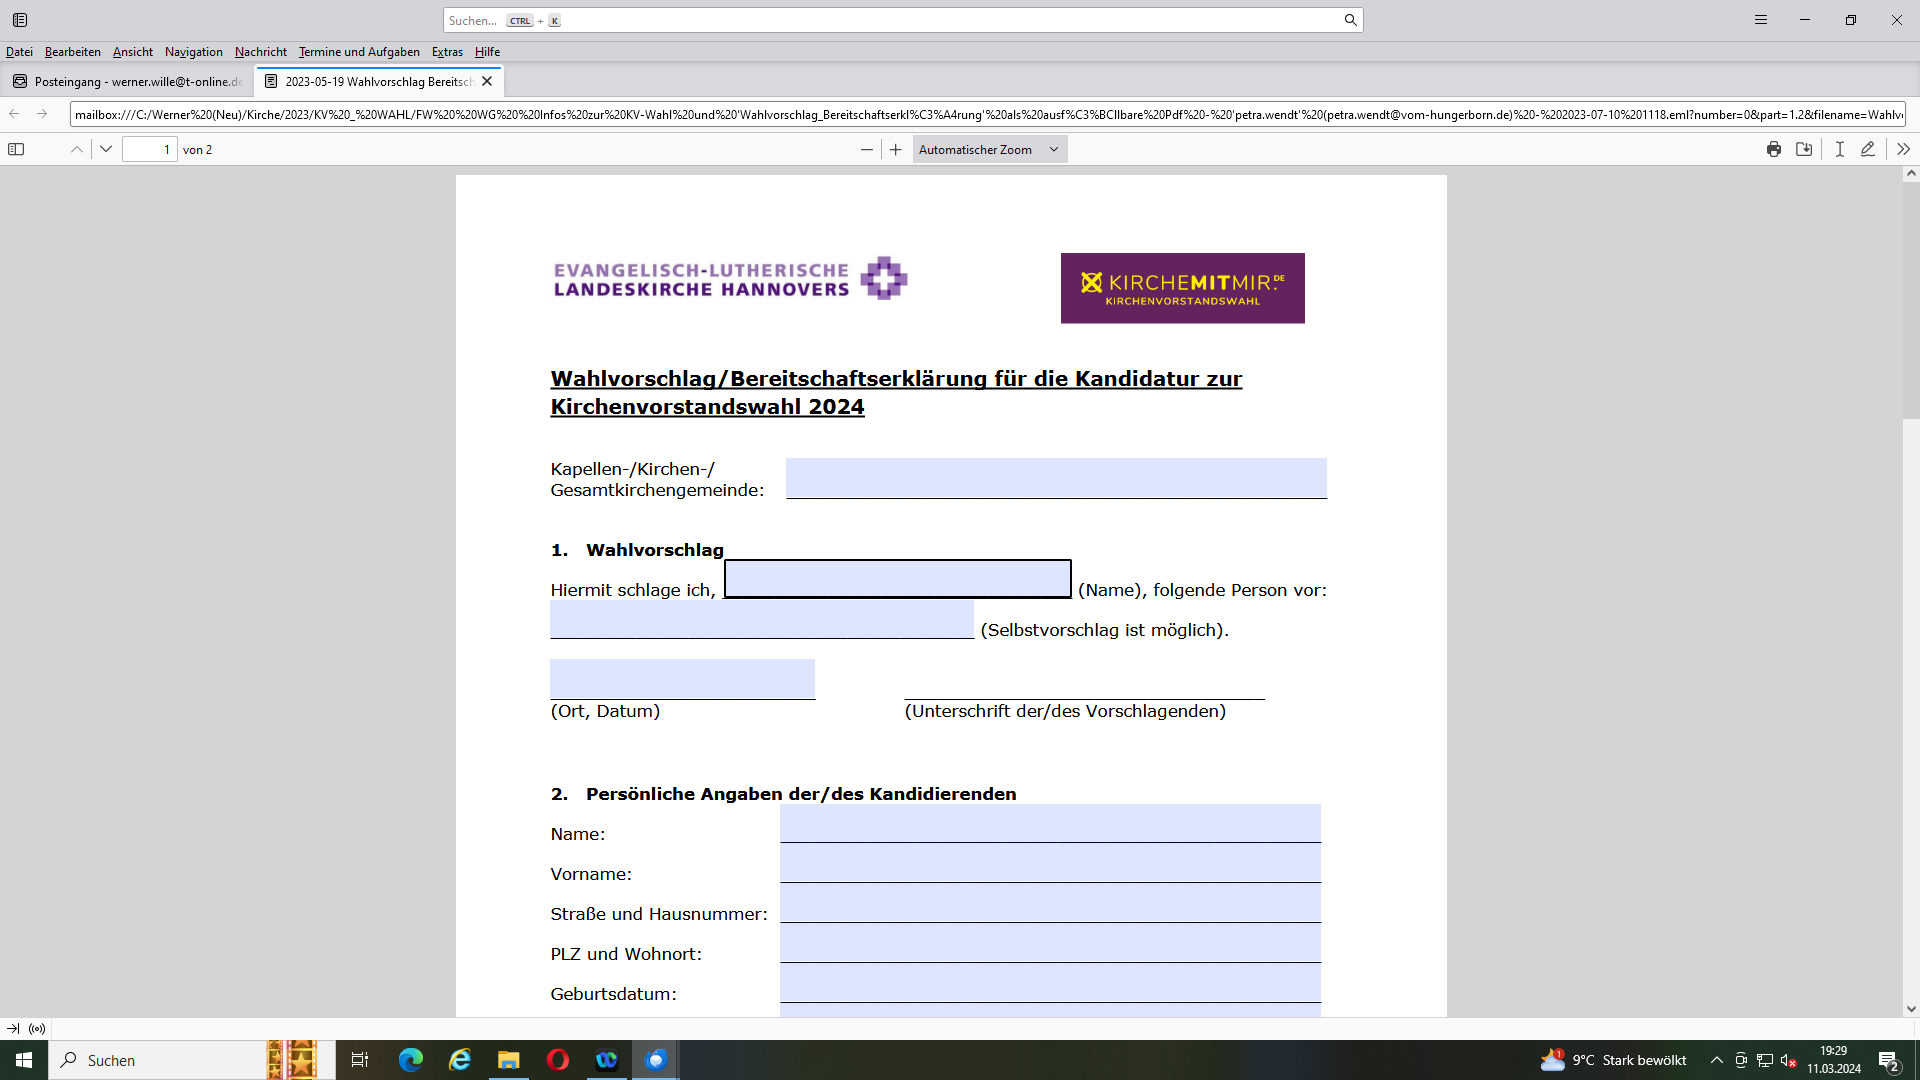 Suchen... CTRL + K
Datei Bearbeiten Ansicht Navigation Nachricht Termine und Aufgaben Extras Hilfe
Posteingang - werner.wille@t-online.de 2023-05-19 Wahlvorschlag Bereitsch
mailbox:///C:/Werner%20(Neu)/Kirche/2023/KV%20_%20WAHL/FW%20%20WG%20%20Infos%20zur%20KV-Wahl%20und%20'Wahlvorschlag_Bereitschaftserkl%C3%A4rung'%20als%20ausf%C3%BCllbare%20Pdf%20-%20'petra.wendt'%20(petra.wendt@vom-hungerborn.de)%20-%202023-07-10%201118.eml?number=0&part=1.2&filename=Wahlv
1 von 2 Automatischer Zoom
EVANGELISCH-LUTHERISCHE
LANDESKIRCHE HANNOVERS
KIRCHEMITMIR.DE
KIRCHENVORSTANDSWAHL
Wahlvorschlag/Bereitschaftserklärung für die Kandidatur zur
Kirchenvorstandswahl 2024
Kapellen-/Kirchen-/
Gesamtkirchengemeinde:
1. Wahlvorschlag
Hiermit schlage ich, (Name), folgende Person vor:
(Selbstvorschlag ist möglich).
(Ort, Datum) (Unterschrift der/des Vorschlagenden)
2. Persönliche Angaben der/des Kandidierenden
Name:
Vorname:
Straße und Hausnummer:
PLZ und Wohnort:
Geburtsdatum:
Suchen
1 9°C Stark bewölkt
19:29
11.03.2024
2